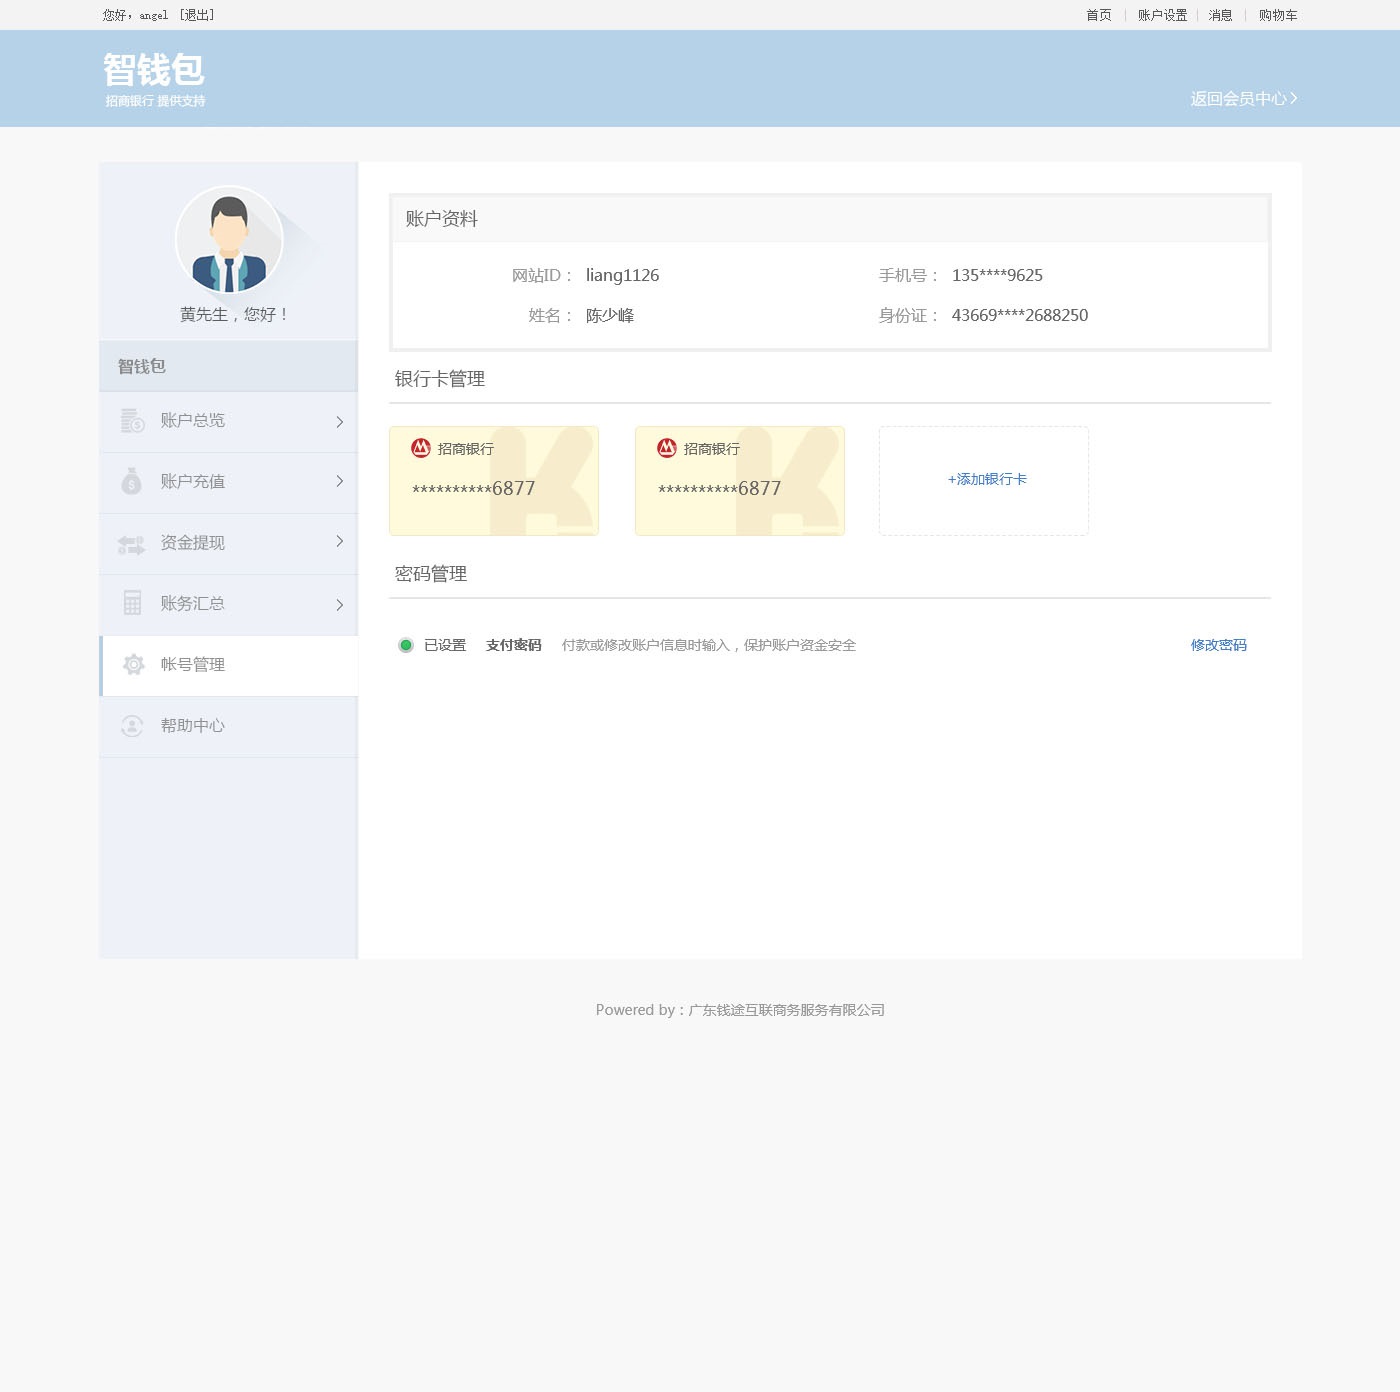 您好，angel [退出]
首页 | 账户设置 | 消息 | 购物车
智钱包
招商银行 提供支持
返回会员中心
黄先生，您好！
智钱包
账户总览
账户充值
资金提现
账务汇总
帐号管理
帮助中心
账户资料
网站ID： liang1126 手机号： 135****9625
姓名： 陈少峰 身份证： 43669****2688250
银行卡管理
招商银行
**********6877
招商银行
**********6877
+添加银行卡
密码管理
已设置 支付密码 付款或修改账户信息时输入，保护账户资金安全 修改密码
Powered by：广东钱途互联商务服务有限公司